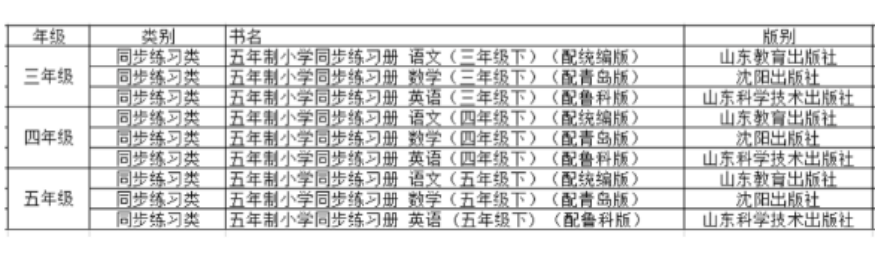 年级 类别 书名 版别
三年级
同步练习类 五年制小学同步练习册 语文（三年级下）（配统编版） 山东教育出版社
同步练习类 五年制小学同步练习册 数学（三年级下）（配青岛版） 沈阳出版社
同步练习类 五年制小学同步练习册 英语（三年级下）（配鲁科版） 山东科学技术出版社
四年级
同步练习类 五年制小学同步练习册 语文（四年级下）（配统编版） 山东教育出版社
同步练习类 五年制小学同步练习册 数学（四年级下）（配青岛版） 沈阳出版社
同步练习类 五年制小学同步练习册 英语（四年级下）（配鲁科版） 山东科学技术出版社
五年级
同步练习类 五年制小学同步练习册 语文（五年级下）（配统编版） 山东教育出版社
同步练习类 五年制小学同步练习册 数学（五年级下）（配青岛版） 沈阳出版社
同步练习类 五年制小学同步练习册 英语（五年级下）（配鲁科版） 山东科学技术出版社